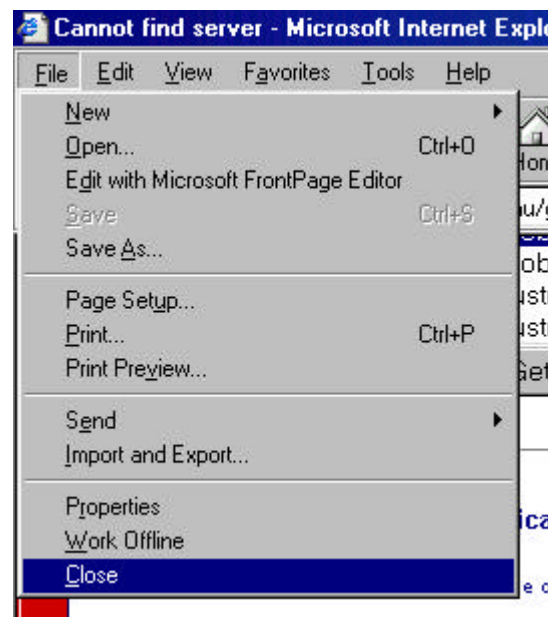 Cannot find server - Microsoft Internet Explo
File Edit View Favorites Tools Help
New
Open... Ctrl+O
Edit with Microsoft FrontPage Editor
Save Ctrl+S
Save As...
Page Setup...
Print... Ctrl+P
Print Preview...
Send
Import and Export...
Properties
Work Offline
Close